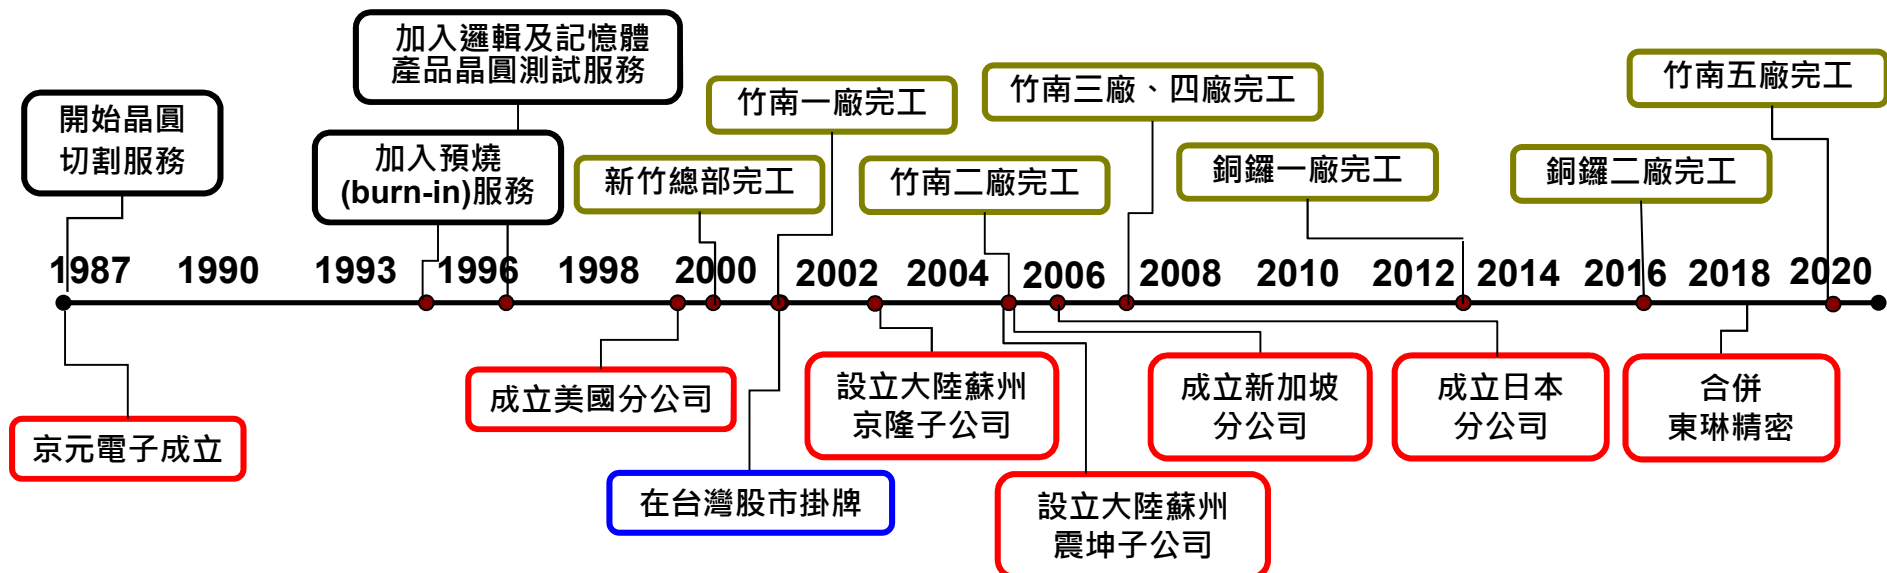 加入邏輯及記憶體
產品晶圓測試服務
開始晶圓
切割服務
加入預燒
(burn-in)服務
新竹總部完工
竹南一廠完工
竹南二廠完工
竹南三廠、四廠完工
銅鑼一廠完工
銅鑼二廠完工
竹南五廠完工
1987
1990
1993
1996
1998
2000
2002
2004
2006
2008
2010
2012
2014
2016
2018
2020
京元電子成立
成立美國分公司
在台灣股市掛牌
設立大陸蘇州
京隆子公司
設立大陸蘇州
震坤子公司
成立新加坡
分公司
成立日本
分公司
合併
東琳精密